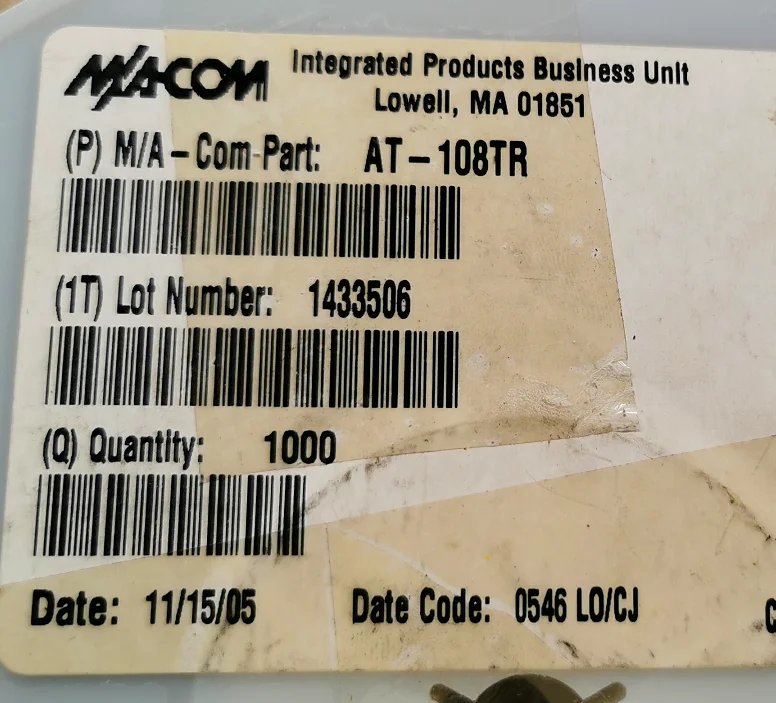 M/A-COM Integrated Products Business Unit
Lowell, MA 01851
(P) M/A-Com Part: AT-108TR
(1T) Lot Number: 1433506
(Q) Quantity: 1000
Date: 11/15/05 Date Code: 0546 LO/CJ